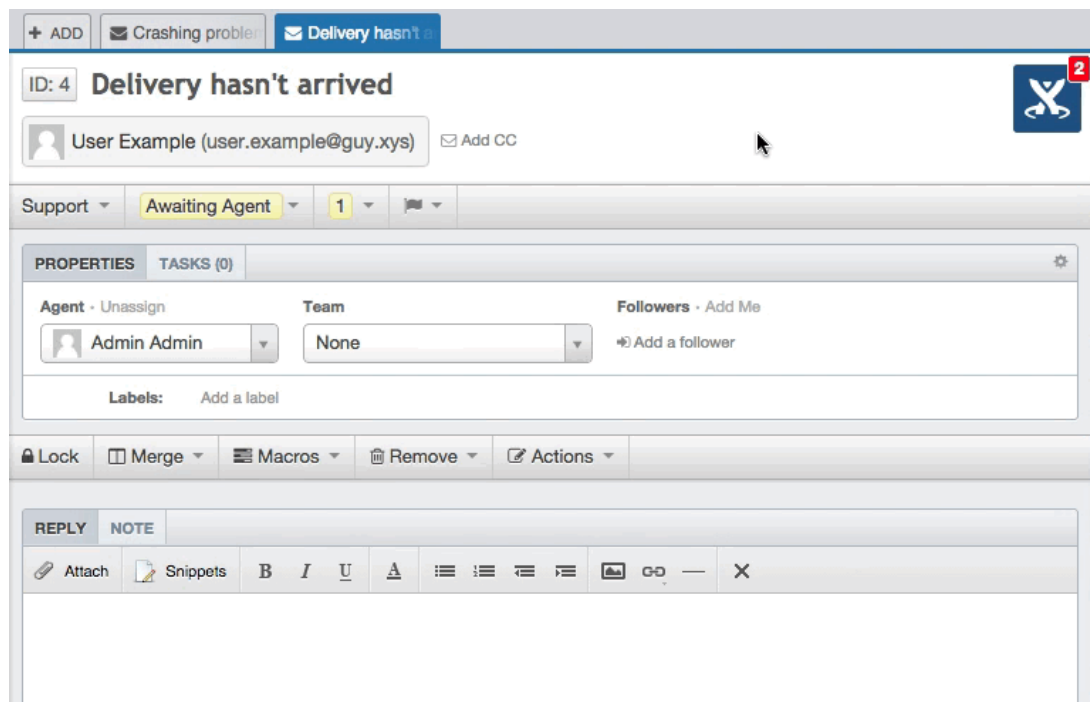 + ADD Crashing problem Delivery hasn't a
2
ID: 4 Delivery hasn't arrived
User Example (user.example@guy.xys) Add CC
Support Awaiting Agent 1
PROPERTIES TASKS (0)
Agent · Unassign Team Followers · Add Me
Admin Admin None Add a follower
Labels: Add a label
Lock Merge Macros Remove Actions
REPLY NOTE
Attach Snippets B I U A